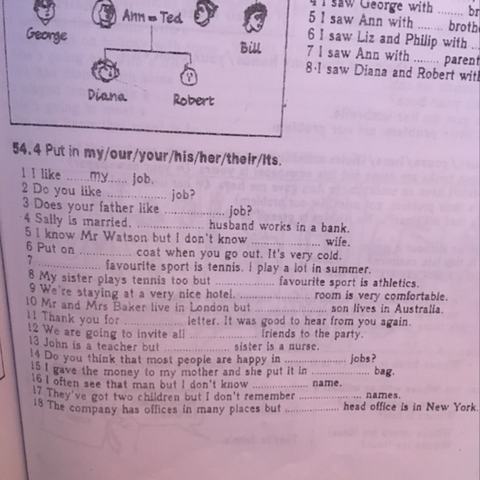 George
Ann = Ted
Bill
Diana
Robert
4 I saw George with ........
5 I saw Ann with ........
6 I saw Liz and Philip with
7 I saw Ann with ........
8 I saw Diana and Robert
54.4 Put in my/our/your/his/her/their/its.
1 I like ......my..... job.
2 Do you like .................. job?
3 Does your father like .................. job?
4 Sally is married. .................. husband works in a bank.
5 I know Mr Watson but I don't know .................. wife.
6 Put on .................. coat when you go out. It's very cold.
7 .................. favourite sport is tennis. I play a lot in summer.
8 My sister plays tennis too but .................. favourite sport is athletics.
9 We're staying at a very nice hotel. .................. room is very comfortable.
10 Mr and Mrs Baker live in London but .................. son lives in Australia.
11 Thank you for .................. letter. It was good to hear from you again.
12 We are going to invite all .................. friends to the party.
13 John is a teacher but .................. sister is a nurse.
14 Do you think that most people are happy in .................. jobs?
15 I gave the money to my mother and she put it in .................. bag.
16 I often see that man but I don't know .................. name.
17 They've got two children but I don't remember .................. names.
18 The company has offices in many places but .................. head office is in New York.